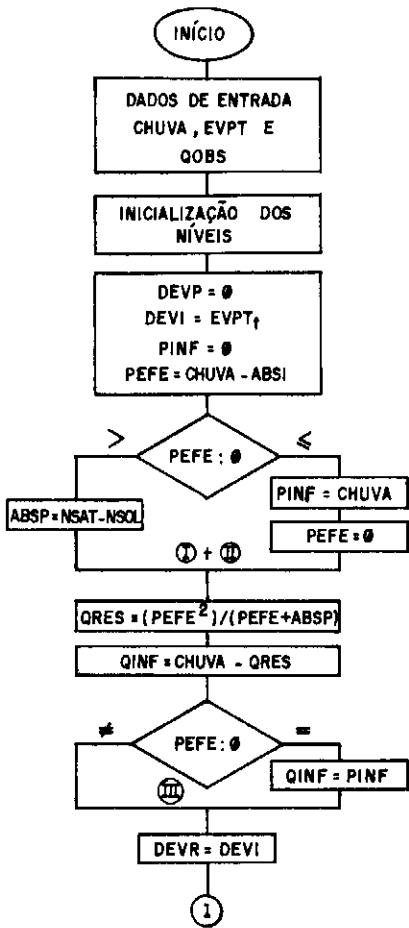 INÍCIO
DADOS DE ENTRADA
CHUVA, EVPT E
QOBS
INICIALIZAÇÃO DOS
NÍVEIS
DEVP = 0
DEVI = EVPTt
PINF = 0
PEFE = CHUVA - ABSI
> PEFE : 0 ≤
ABSP = NSAT - NSOL
PINF = CHUVA
PEFE = 0
I + II
QRES = (PEFE²)/(PEFE+ABSP)
QINF = CHUVA - QRES
≠ PEFE : 0 =
QINF = PINF
III
DEVR = DEVI
1